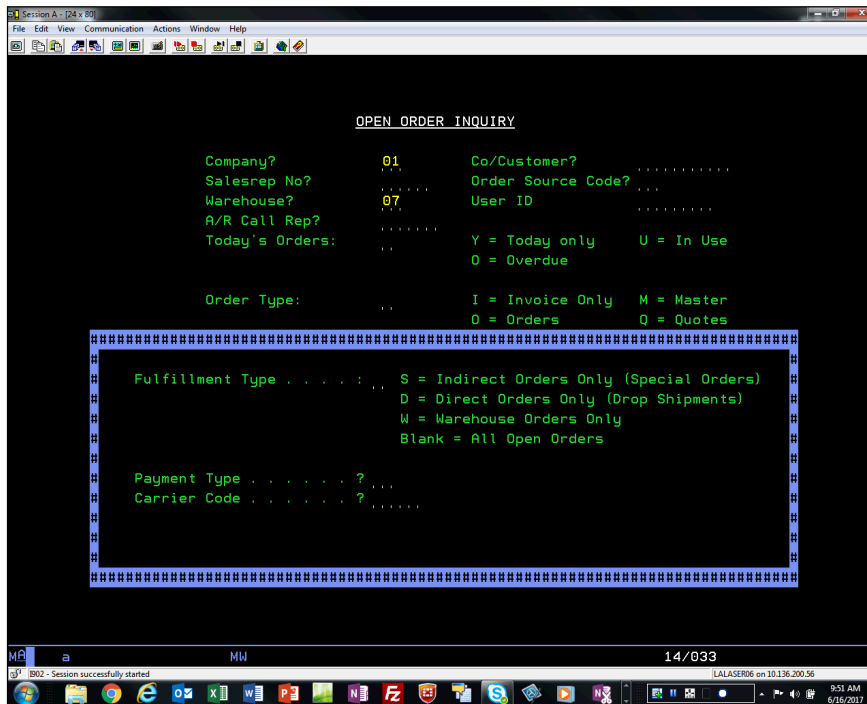 Session A - [24 x 80]
File Edit View Communication Actions Window Help
OPEN ORDER INQUIRY
Company? 01 Co/Customer?
Salesrep No? Order Source Code?
Warehouse? 07 User ID
A/R Call Rep?
Today's Orders: Y = Today only U = In Use
O = Overdue
Order Type: I = Invoice Only M = Master
O = Orders Q = Quotes
################################################################################
#
Fulfillment Type . . . . : S = Indirect Orders Only (Special Orders)
# D = Direct Orders Only (Drop Shipments) #
# W = Warehouse Orders Only #
# Blank = All Open Orders #
# #
# Payment Type . . . . . . ? #
# Carrier Code . . . . . . ? #
# #
# #
# #
################################################################################
MA a MW 14/033
I902 - Session successfully started LALASER06 on 10.136.200.56
9:51 AM
6/16/2017